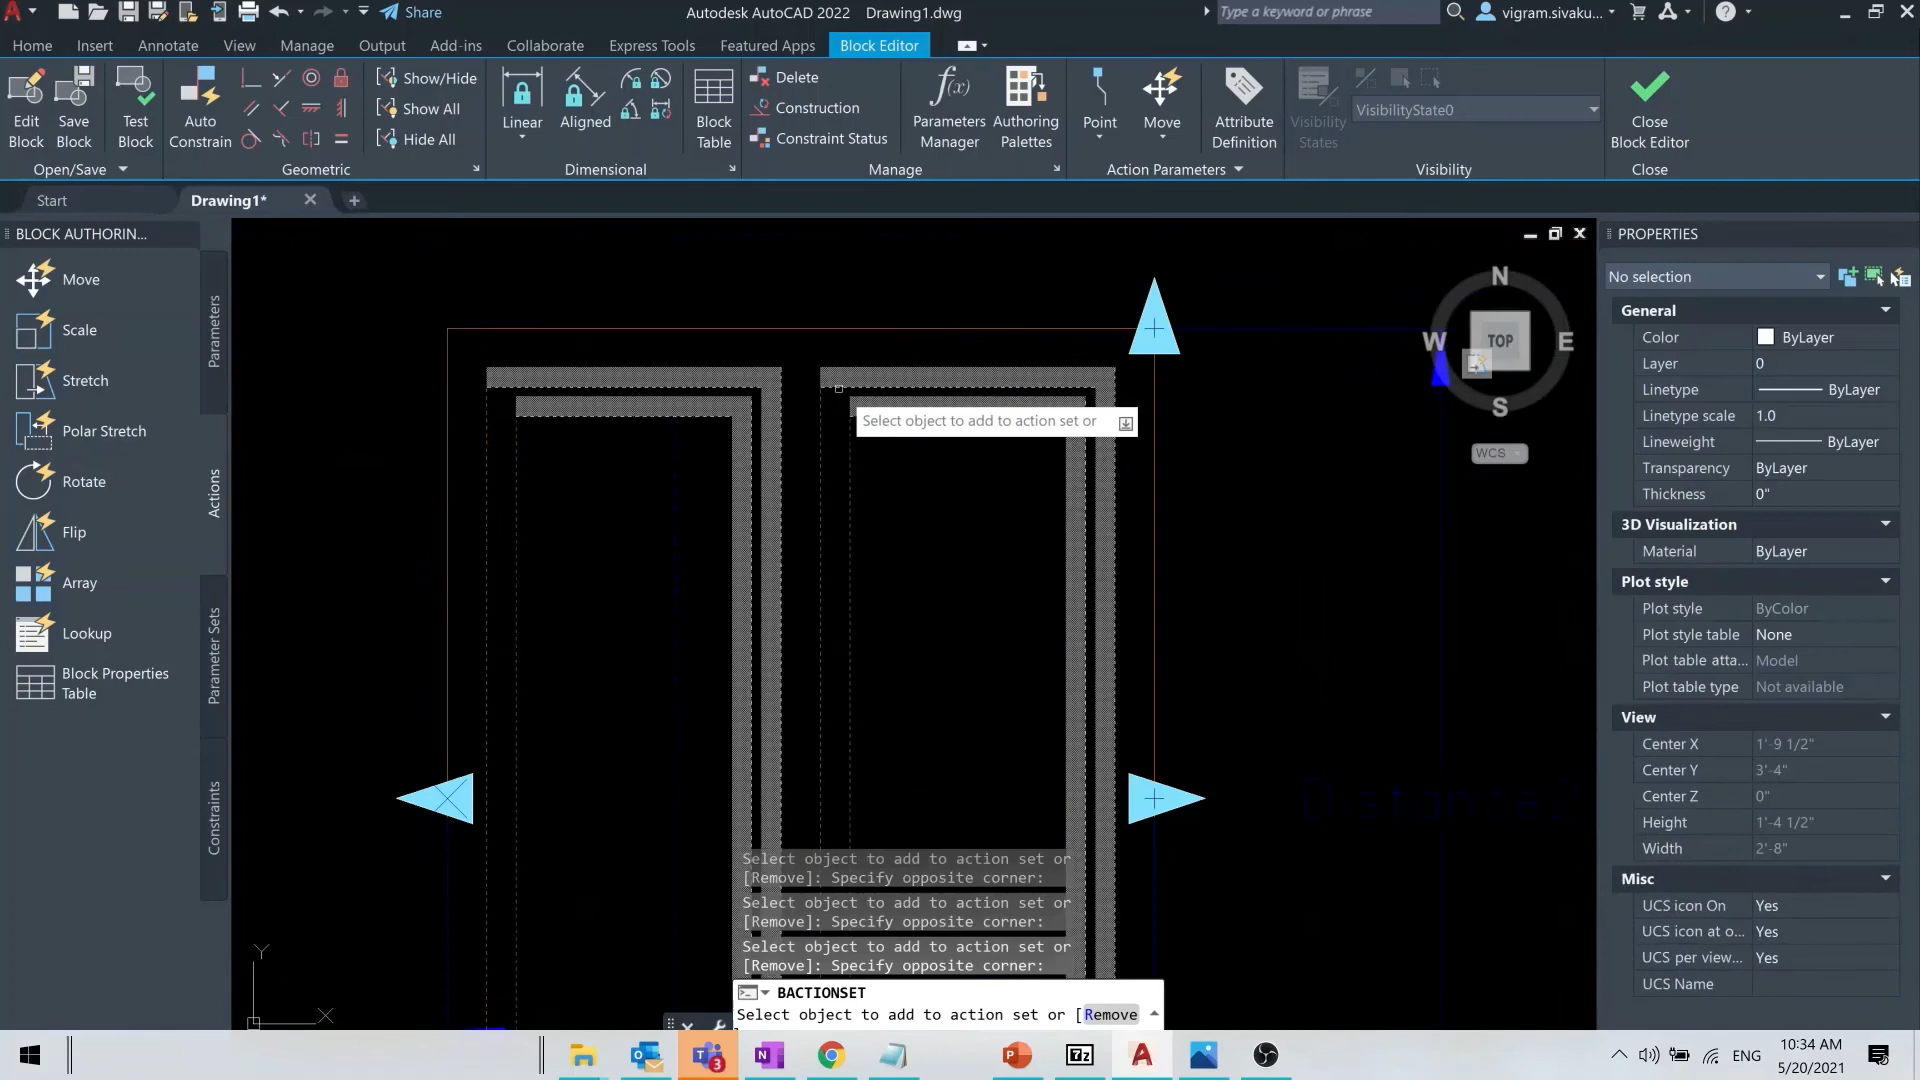 Share
Autodesk AutoCAD 2022 Drawing1.dwg
Type a keyword or phrase
vigram.sivaku...
Home Insert Annotate View Manage Output Add-ins Collaborate Express Tools Featured Apps Block Editor
Edit Block
Save Block
Test Block
Open/Save
Auto Constrain
Show/Hide
Show All
Hide All
Geometric
Linear
Aligned
Dimensional
Block Table
Delete
Construction
Constraint Status
Parameters Manager
Authoring Palettes
Manage
Point
Move
Action Parameters
Attribute Definition
Visibility States
VisibilityState0
Visibility
Close Block Editor
Close
Start
Drawing1*
BLOCK AUTHORIN...
Move
Scale
Stretch
Polar Stretch
Rotate
Flip
Array
Lookup
Block Properties
Table
Parameters
Actions
Parameter Sets
Constraints
N
W
TOP
E
S
WCS
Select object to add to action set or
Distance
Select object to add to action set or
[Remove]: Specify opposite corner:
Select object to add to action set or
[Remove]: Specify opposite corner:
Select object to add to action set or
[Remove]: Specify opposite corner:
BACTIONSET
Select object to add to action set or [Remove
Y
X
PROPERTIES
No selection
General
Color ByLayer
Layer 0
Linetype ByLayer
Linetype scale 1.0
Lineweight ByLayer
Transparency ByLayer
Thickness 0"
3D Visualization
Material ByLayer
Plot style
Plot style ByColor
Plot style table None
Plot table atta... Model
Plot table type Not available
View
Center X 1'-9 1/2"
Center Y 3'-4"
Center Z 0"
Height 1'-4 1/2"
Width 2'-8"
Misc
UCS icon On Yes
UCS icon at o... Yes
UCS per view... Yes
UCS Name
3
ENG
10:34 AM
5/20/2021